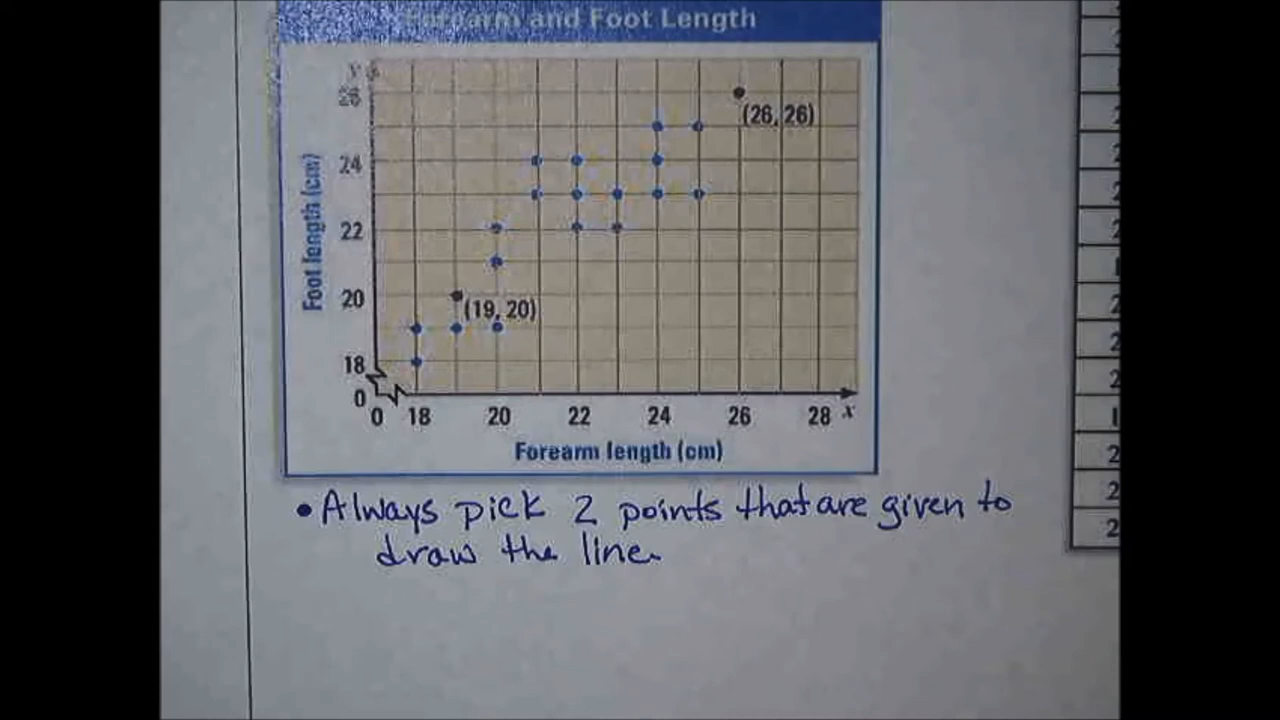 Forearm and Foot Length
y
26
24
22
20
18
0
Foot length (cm)
(26, 26)
(19, 20)
0 18 20 22 24 26 28 x
Forearm length (cm)
• Always pick 2 points that are given to
draw the line